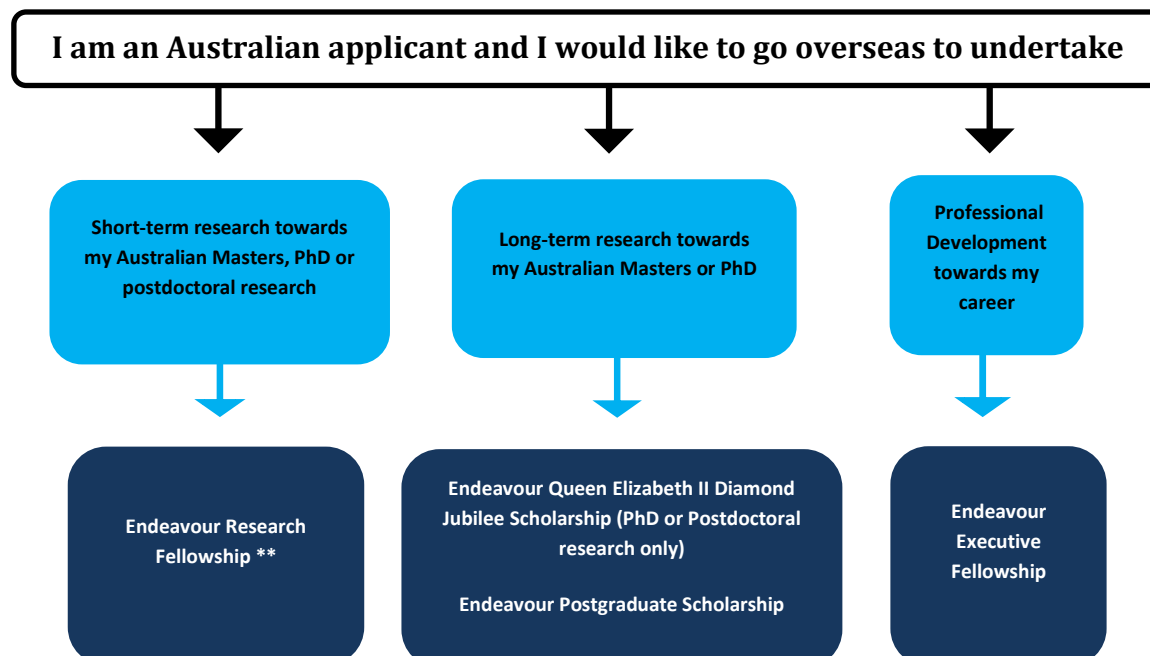 I am an Australian applicant and I would like to go overseas to undertake
Short-term research towards
my Australian Masters, PhD or
postdoctoral research
Long-term research towards
my Australian Masters or PhD
Professional
Development
towards my
career
Endeavour Research
Fellowship **
Endeavour Queen Elizabeth II Diamond
Jubilee Scholarship (PhD or Postdoctoral
research only)
Endeavour Postgraduate Scholarship
Endeavour
Executive
Fellowship